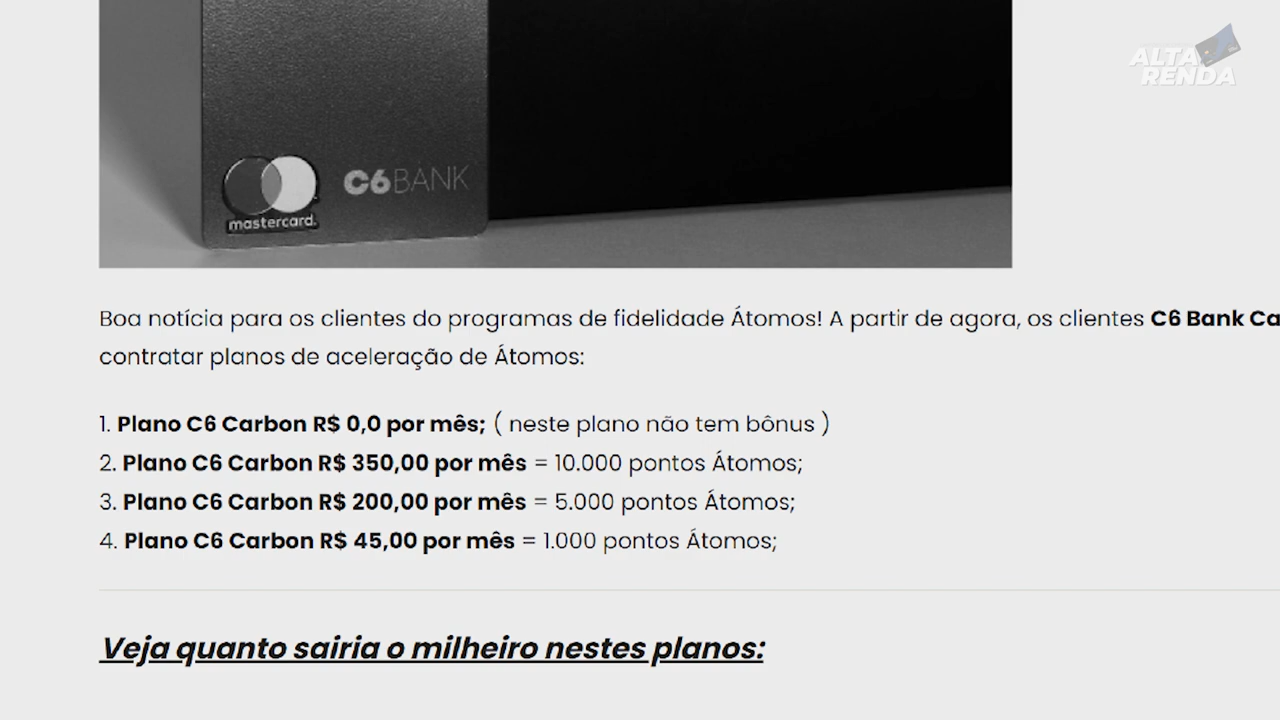 ALTA
RENDA
mastercard.
C6BANK
Boa notícia para os clientes do programas de fidelidade Átomos! A partir de agora, os clientes C6 Bank Ca
contratar planos de aceleração de Átomos:
1. Plano C6 Carbon R$ 0,0 por mês; ( neste plano não tem bônus )
2. Plano C6 Carbon R$ 350,00 por mês = 10.000 pontos Átomos;
3. Plano C6 Carbon R$ 200,00 por mês = 5.000 pontos Átomos;
4. Plano C6 Carbon R$ 45,00 por mês = 1.000 pontos Átomos;
Veja quanto sairia o milheiro nestes planos: